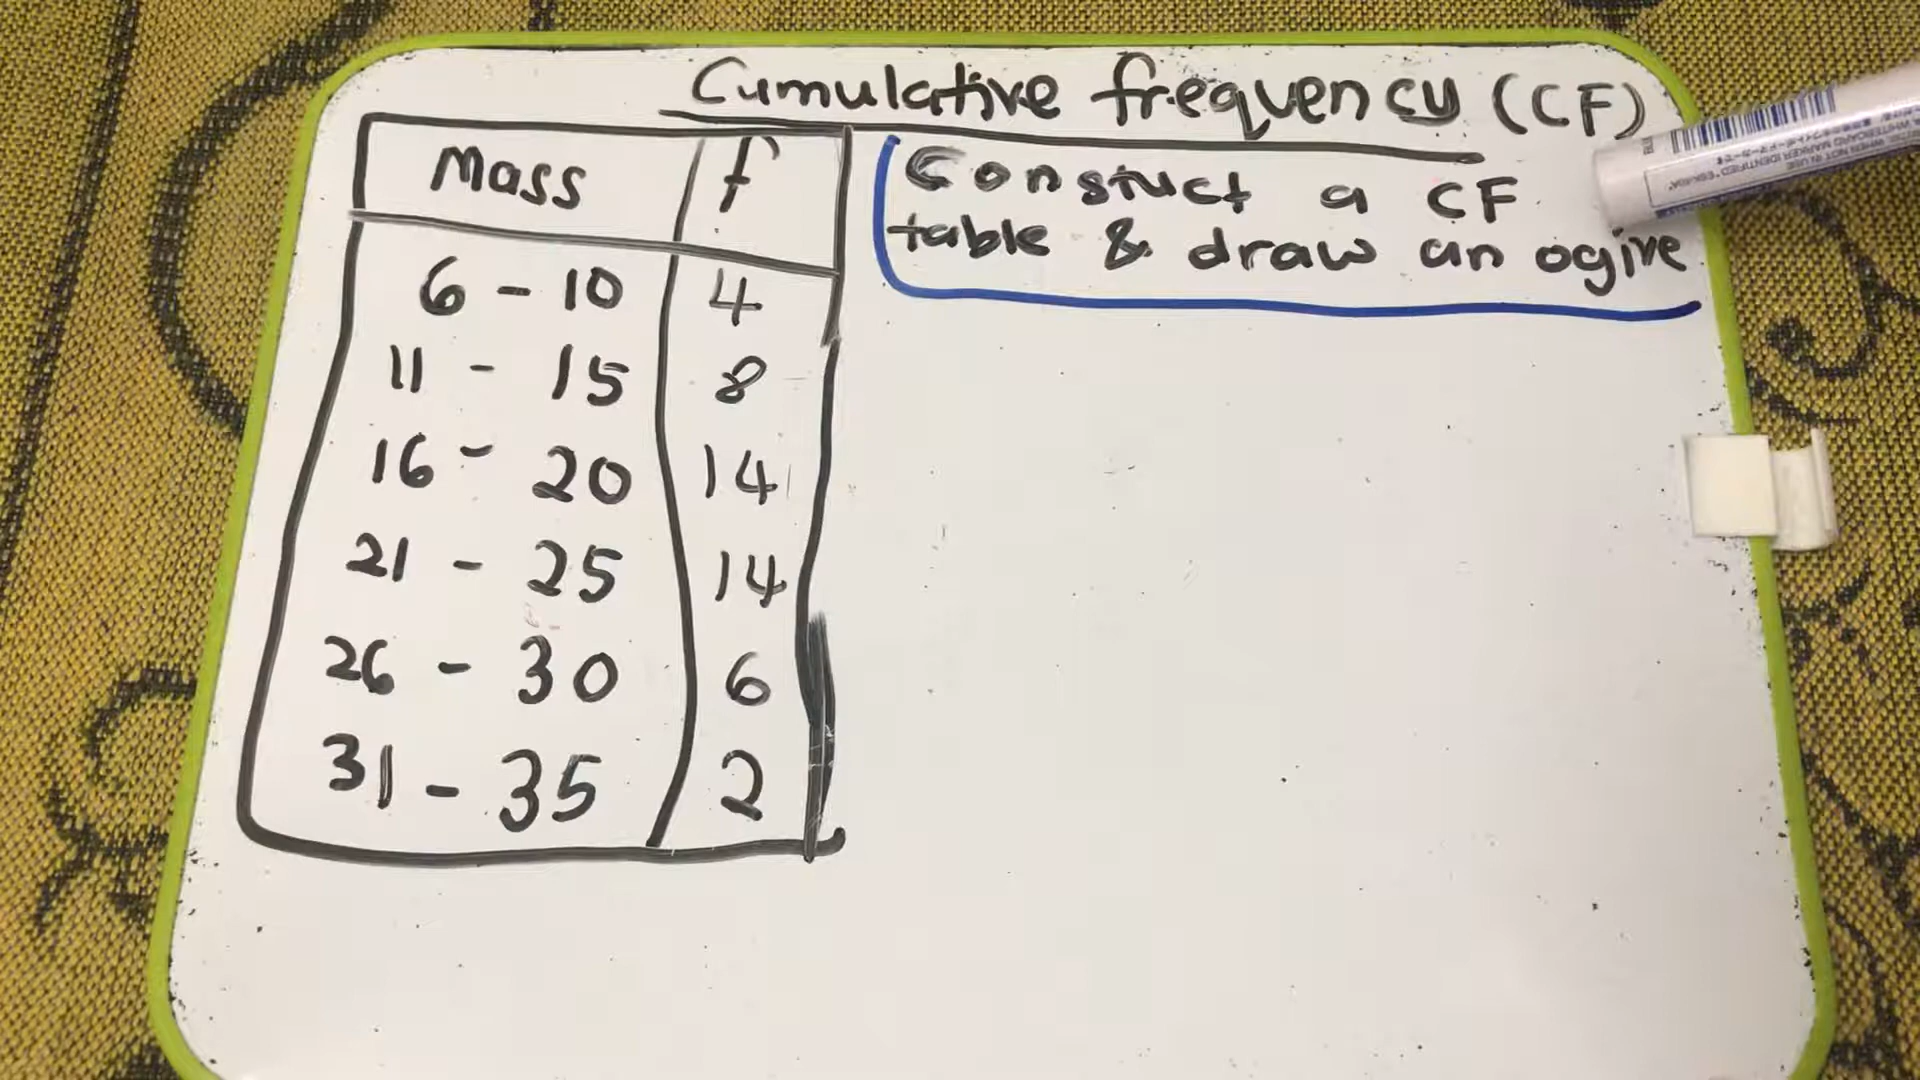 Cumulative frequency (CF)
Mass f
6 - 10 4
11 - 15 8
16 - 20 14
21 - 25 14
26 - 30 6
31 - 35 2
Constuct a CF
table & draw an ogive